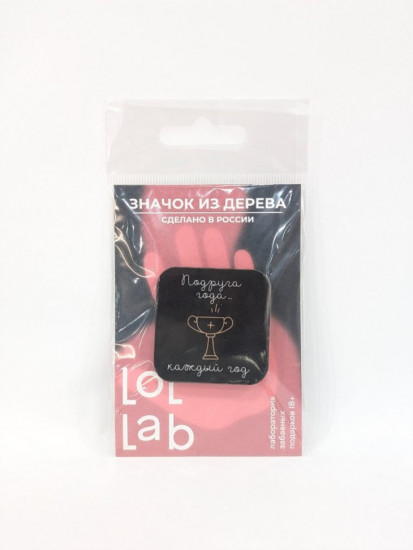 ЗНАЧОК ИЗ ДЕРЕВА
СДЕЛАНО В РОССИИ
Подруга
года...
каждый год
LOL
Lab
лаборатория
забавных
подарков 18+